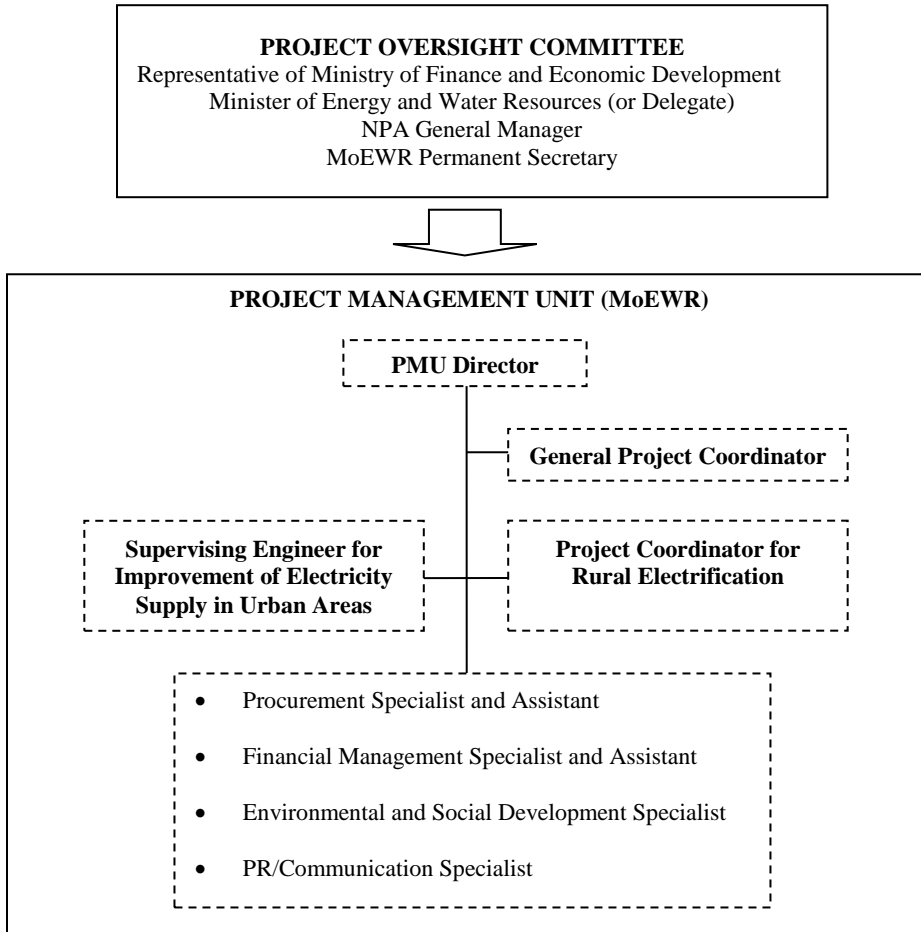 PROJECT OVERSIGHT COMMITTEE
Representative of Ministry of Finance and Economic Development
Minister of Energy and Water Resources (or Delegate)
NPA General Manager
MoEWR Permanent Secretary
PROJECT MANAGEMENT UNIT (MoEWR)
PMU Director
General Project Coordinator
Supervising Engineer for
Improvement of Electricity
Supply in Urban Areas
Project Coordinator for
Rural Electrification
• Procurement Specialist and Assistant
• Financial Management Specialist and Assistant
• Environmental and Social Development Specialist
• PR/Communication Specialist